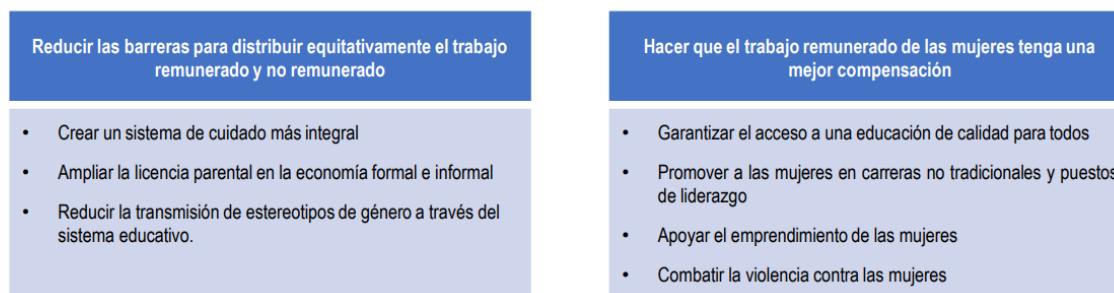 Reducir las barreras para distribuir equitativamente el trabajo
remunerado y no remunerado
• Crear un sistema de cuidado más integral
• Ampliar la licencia parental en la economía formal e informal
• Reducir la transmisión de estereotipos de género a través del
sistema educativo.
Hacer que el trabajo remunerado de las mujeres tenga una
mejor compensación
• Garantizar el acceso a una educación de calidad para todos
• Promover a las mujeres en carreras no tradicionales y puestos
de liderazgo
• Apoyar el emprendimiento de las mujeres
• Combatir la violencia contra las mujeres